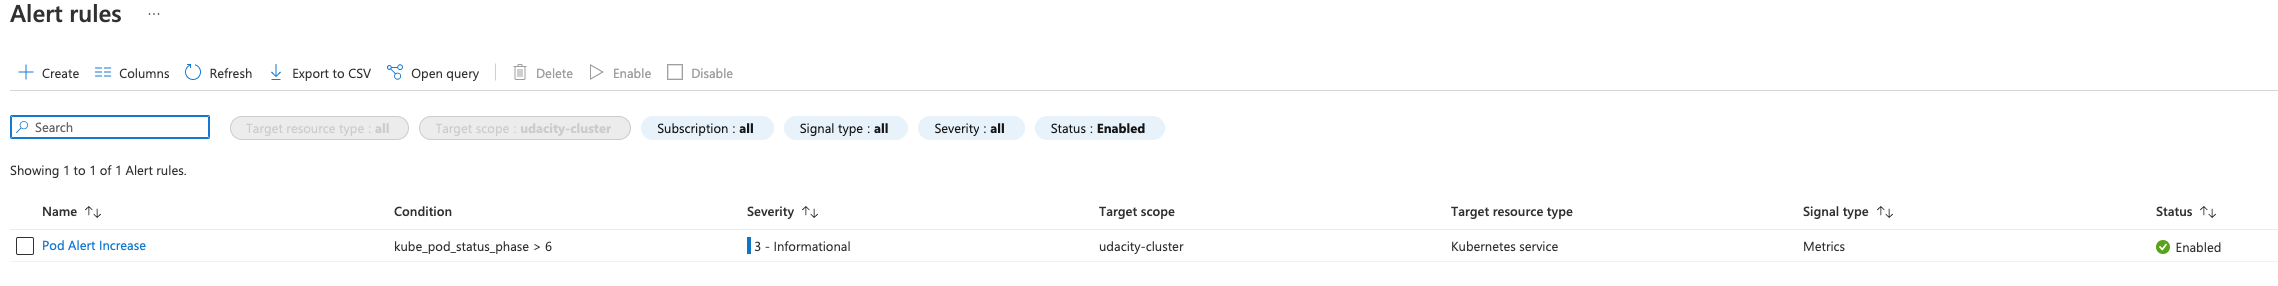 Alert rules ...
Create Columns Refresh Export to CSV Open query Delete Enable Disable
Search Target resource type : all Target scope : udacity-cluster Subscription : all Signal type : all Severity : all Status : Enabled
Showing 1 to 1 of 1 Alert rules.
Name Condition Severity Target scope Target resource type Signal type Status
Pod Alert Increase kube_pod_status_phase > 6 3 - Informational udacity-cluster Kubernetes service Metrics Enabled